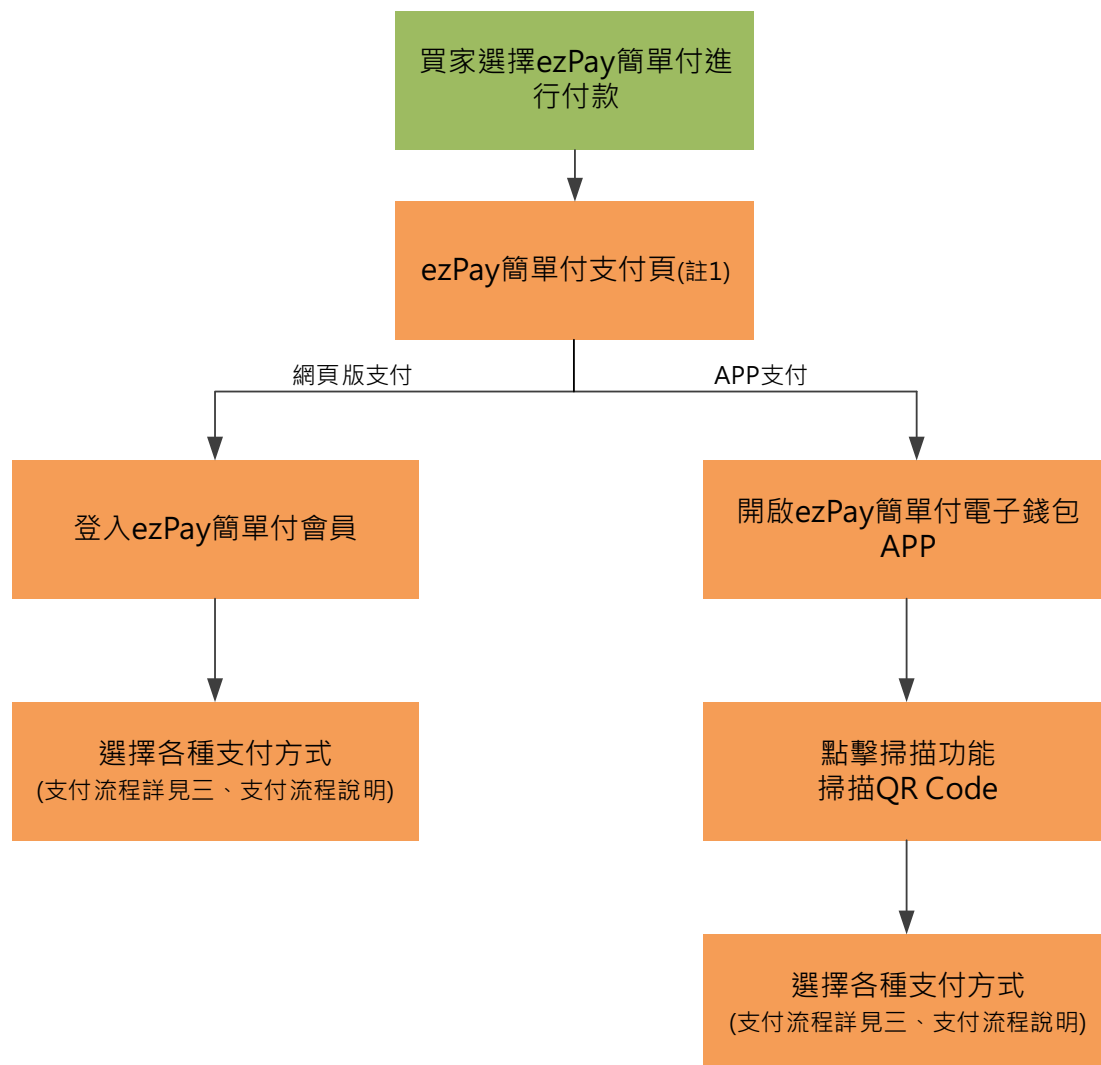 買家選擇ezPay簡單付進
行付款
ezPay簡單付支付頁(註1)
網頁版支付
APP支付
登入ezPay簡單付會員
開啟ezPay簡單付電子錢包
APP
選擇各種支付方式
(支付流程詳見三、支付流程說明)
點擊掃描功能
掃描QR Code
選擇各種支付方式
(支付流程詳見三、支付流程說明)